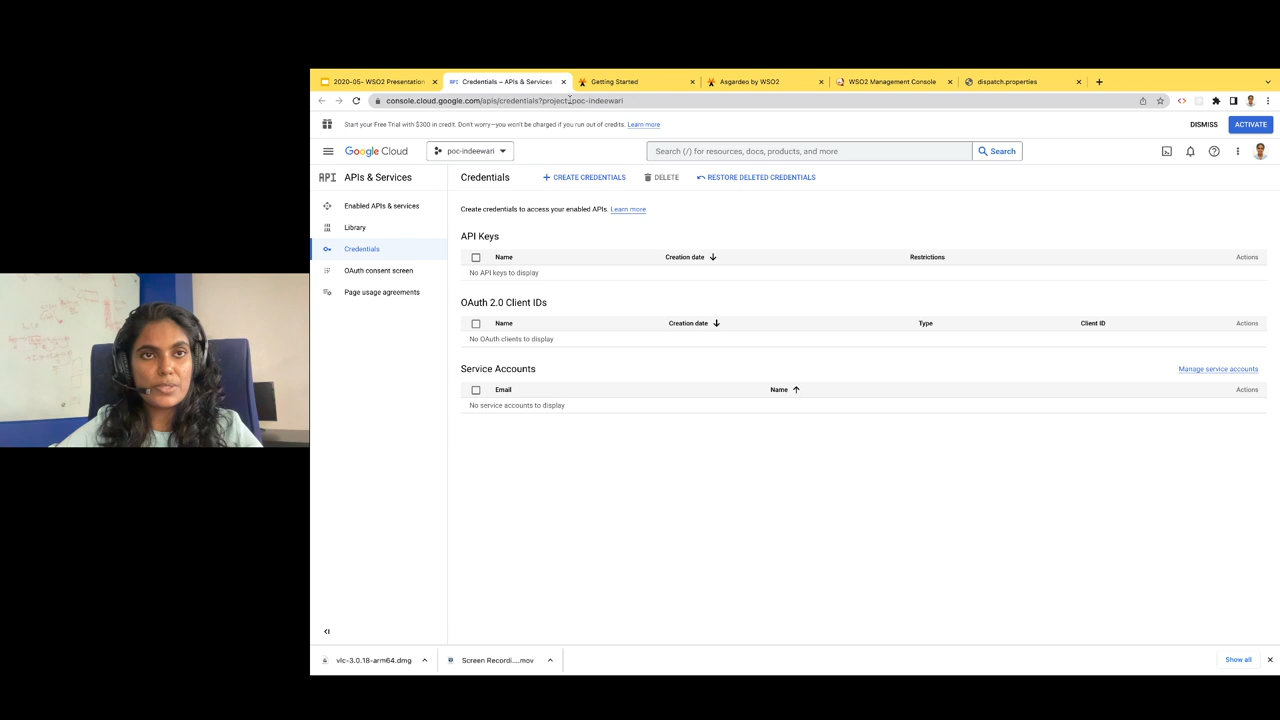 2020-05- WSO2 Presentation
Credentials – APIs & Services
Getting Started
Asgardeo by WSO2
WSO2 Management Console
dispatch.properties
console.cloud.google.com/apis/credentials?project=poc-indeewari
Start your Free Trial with $300 in credit. Don't worry—you won't be charged if you run out of credits. Learn more
DISMISS
ACTIVATE
Google Cloud
poc-indeewari
Search (/) for resources, docs, products, and more
Search
API APIs & Services
Credentials
CREATE CREDENTIALS
DELETE
RESTORE DELETED CREDENTIALS
Enabled APIs & services
Library
Credentials
OAuth consent screen
Page usage agreements
Create credentials to access your enabled APIs. Learn more
API Keys
Name Creation date Restrictions Actions
No API keys to display
OAuth 2.0 Client IDs
Name Creation date Type Client ID Actions
No OAuth clients to display
Service Accounts
Manage service accounts
Email Name Actions
No service accounts to display
vlc-3.0.18-arm64.dmg
Screen Recordi....mov
Show all